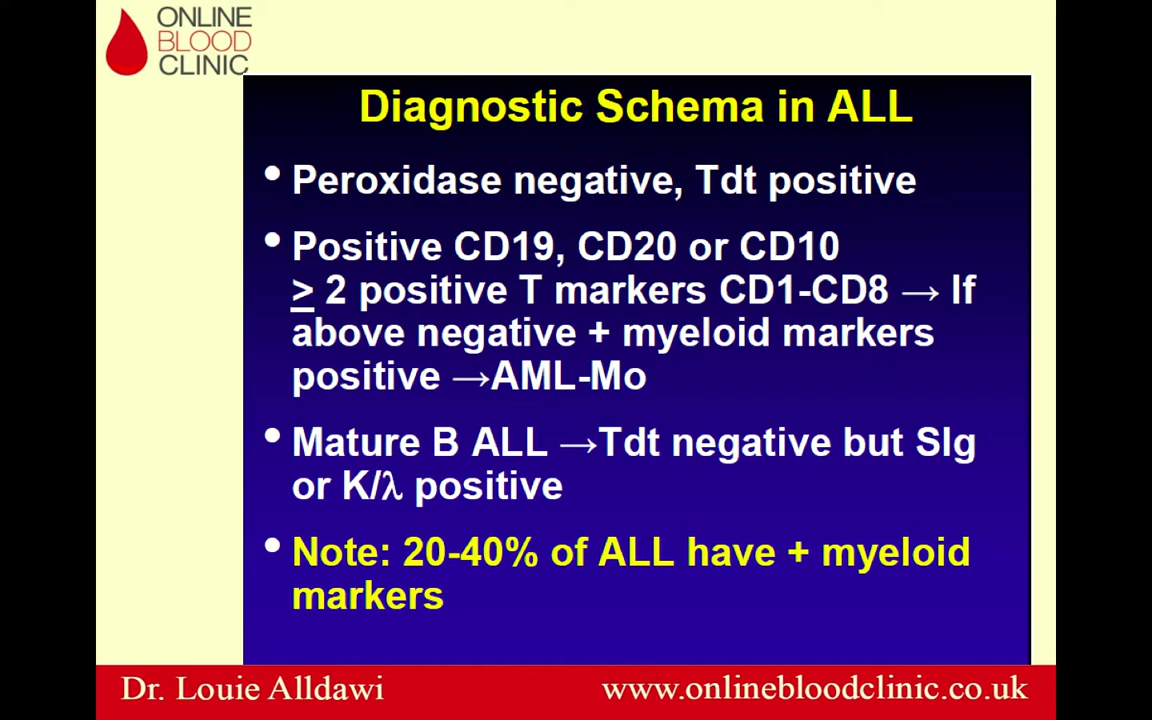 ONLINE
BLOOD
CLINIC
Diagnostic Schema in ALL
• Peroxidase negative, Tdt positive
• Positive CD19, CD20 or CD10
≥ 2 positive T markers CD1-CD8 → If
above negative + myeloid markers
positive →AML-Mo
• Mature B ALL →Tdt negative but SIg
or K/λ positive
• Note: 20-40% of ALL have + myeloid
markers
Dr. Louie Alldawi
www.onlinebloodclinic.co.uk